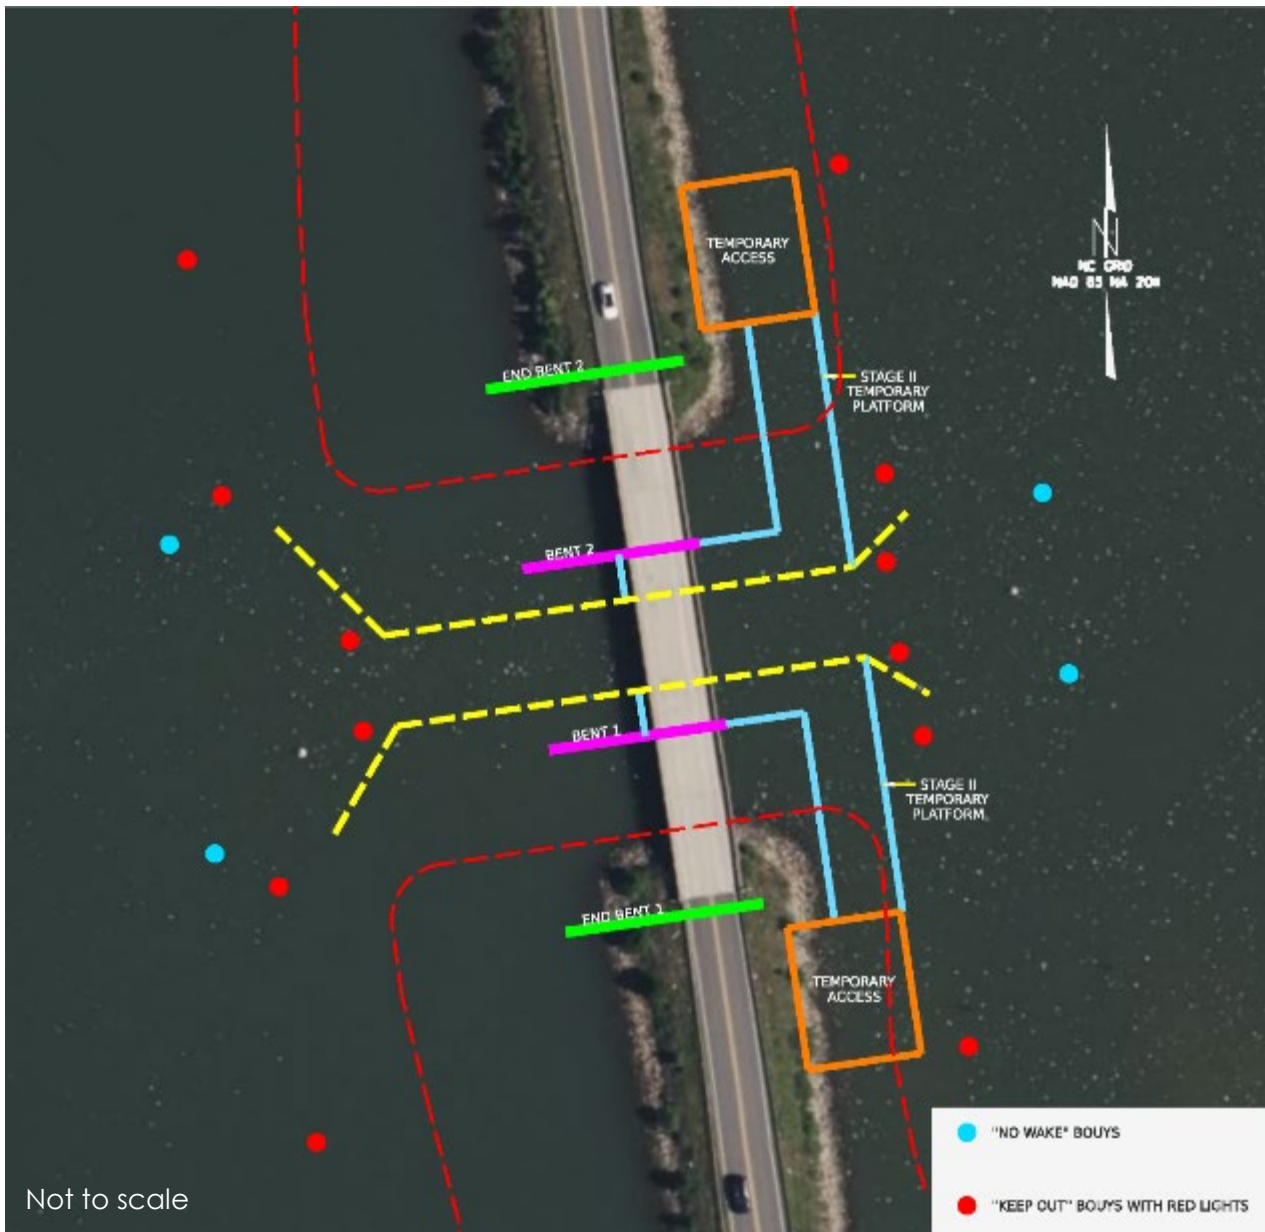 TEMPORARY
ACCESS
N
END BENT 2
STAGE II
TEMPORARY
PLATFORM
BENT 2
BENT 1
STAGE II
TEMPORARY
PLATFORM
END BENT 1
TEMPORARY
ACCESS
"NO WAKE" BOUYS
"KEEP OUT" BOUYS WITH RED LIGHTS
Not to scale